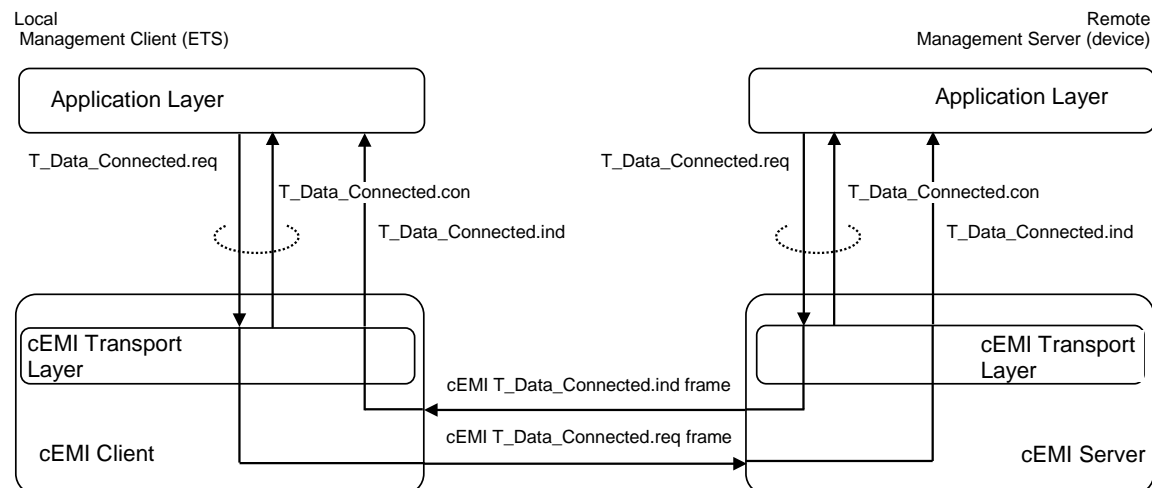 Local
Management Client (ETS)
Remote
Management Server (device)
Application Layer
Application Layer
T_Data_Connected.req
T_Data_Connected.con
T_Data_Connected.ind
T_Data_Connected.req
T_Data_Connected.con
T_Data_Connected.ind
cEMI Transport
Layer
cEMI Transport
Layer
cEMI T_Data_Connected.ind frame
cEMI T_Data_Connected.req frame
cEMI Client
cEMI Server